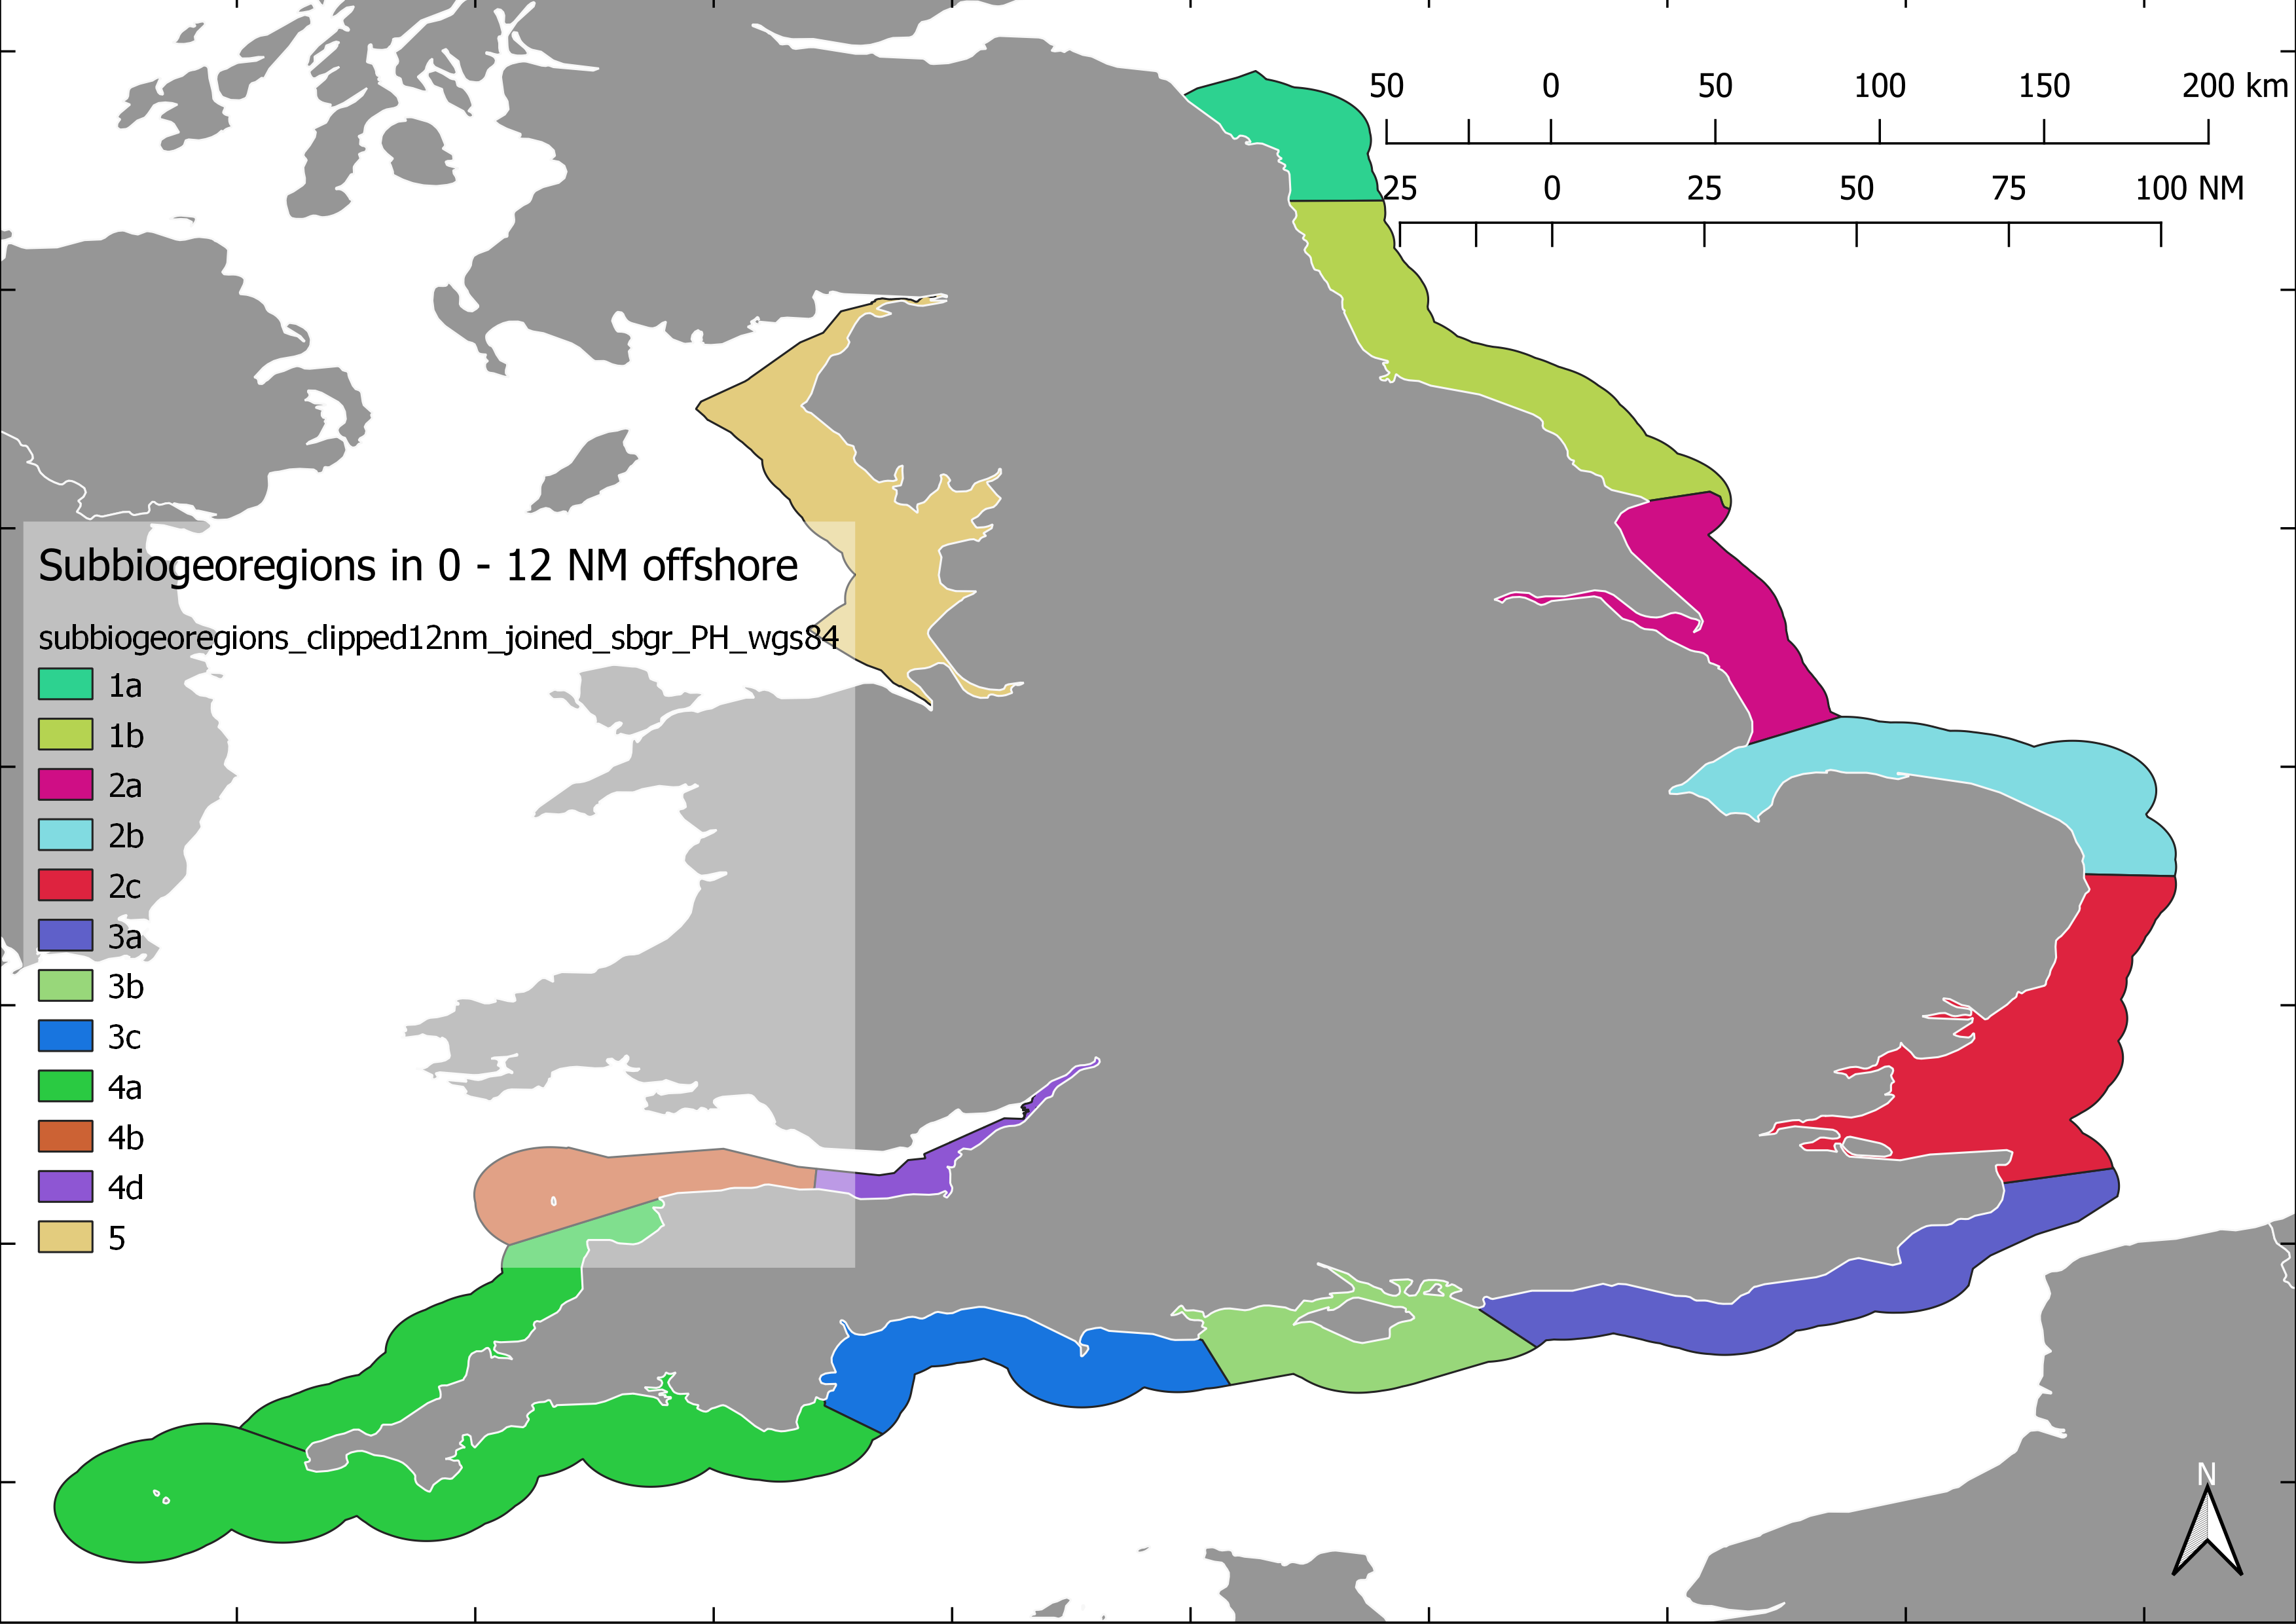 50 0 50 100 150 200 km
25 0 25 50 75 100 NM
Subbiogeoregions in 0 - 12 NM offshore
subbiogeoregions_clipped12nm_joined_sbgr_PH_wgs84
1a
1b
2a
2b
2c
3a
3b
3c
4a
4b
4d
5
N